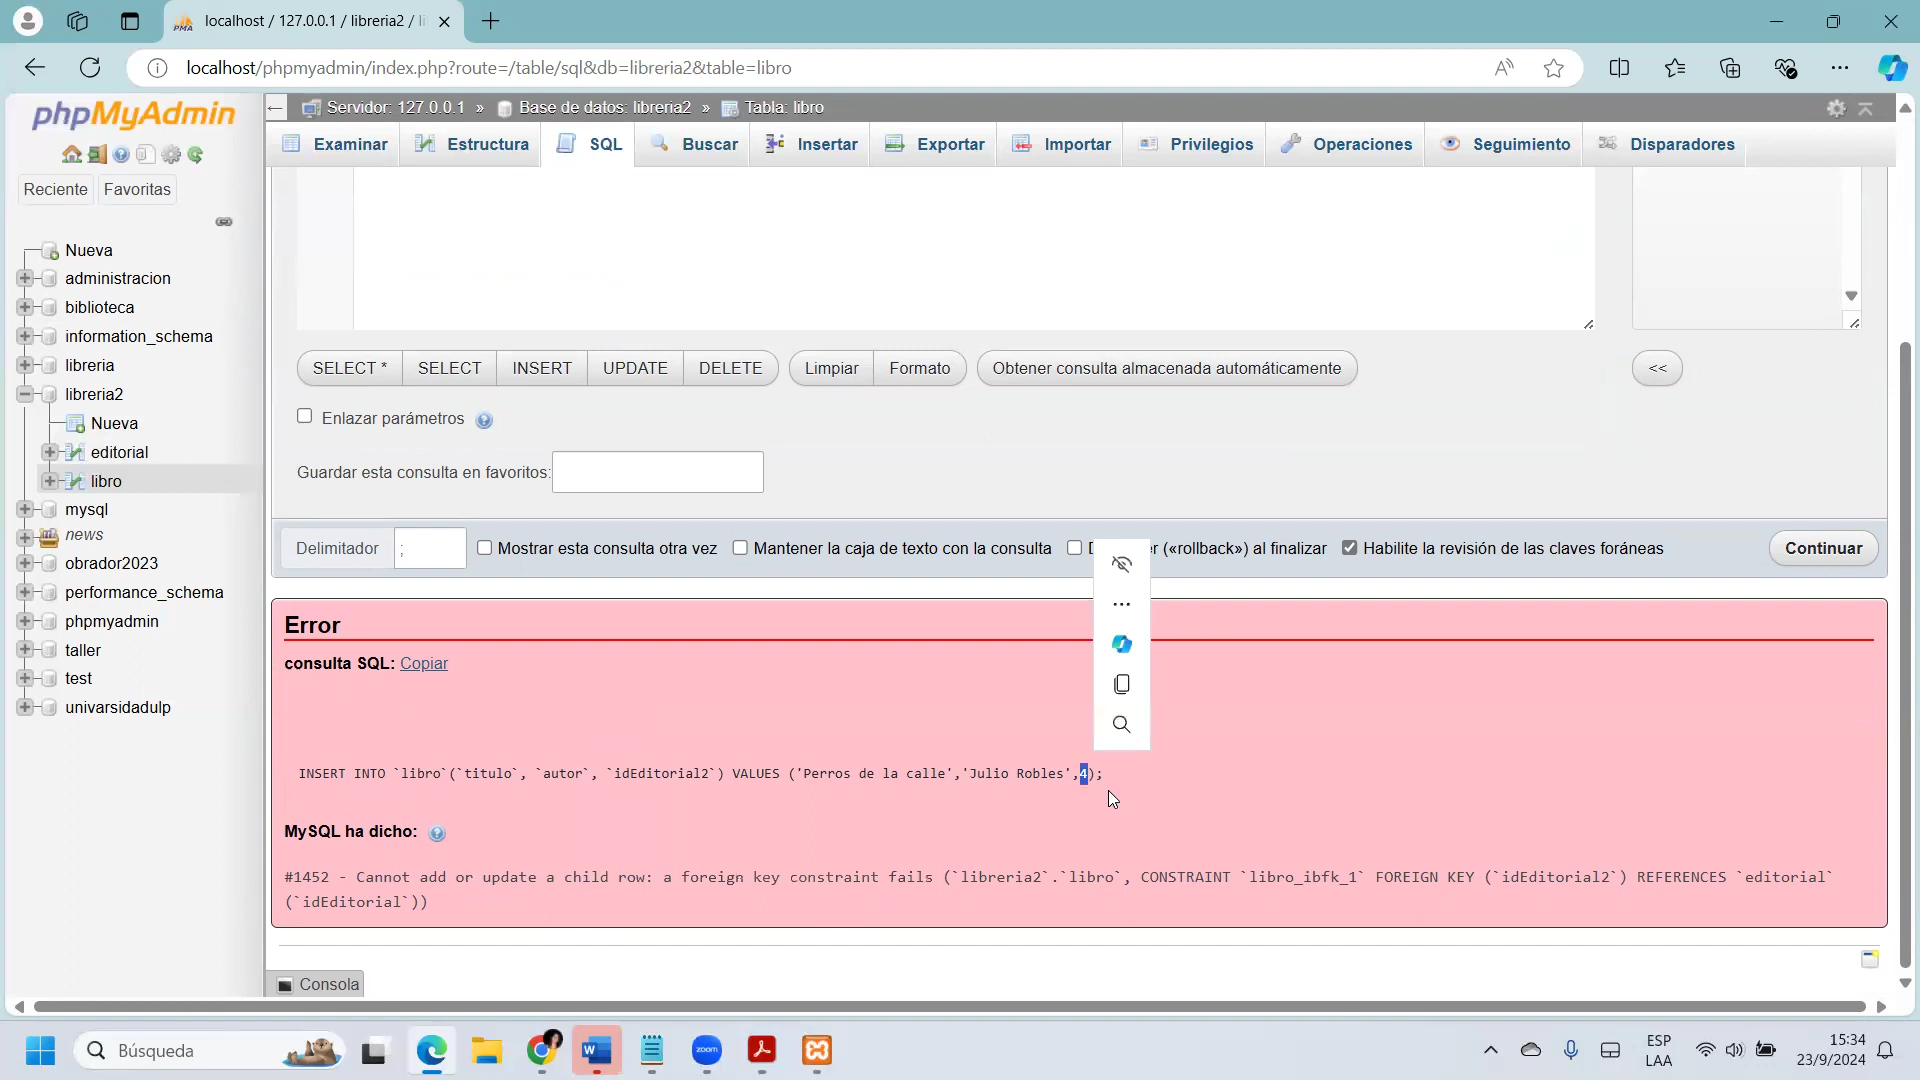 localhost / 127.0.0.1 / libreria2 / li
localhost/phpmyadmin/index.php?route=/table/sql&db=libreria2&table=libro
phpMyAdmin
Servidor: 127.0.0.1 » Base de datos: libreria2 » Tabla: libro
Examinar Estructura SQL Buscar Insertar Exportar Importar Privilegios Operaciones Seguimiento Disparadores
Reciente Favoritas
Nueva
administracion
biblioteca
information_schema
libreria
libreria2
Nueva
editorial
libro
mysql
news
obrador2023
performance_schema
phpmyadmin
taller
test
univarsidadulp
SELECT * SELECT INSERT UPDATE DELETE Limpiar Formato Obtener consulta almacenada automáticamente <<
Enlazar parámetros
Guardar esta consulta en favoritos:
Delimitador ; Mostrar esta consulta otra vez Mantener la caja de texto con la consulta («rollback») al finalizar Habilite la revisión de las claves foráneas Continuar
Error
consulta SQL: Copiar
INSERT INTO `libro`(`titulo`, `autor`, `idEditorial2`) VALUES ('Perros de la calle','Julio Robles',4);
MySQL ha dicho:
#1452 - Cannot add or update a child row: a foreign key constraint fails (`libreria2`.`libro`, CONSTRAINT `libro_ibfk_1` FOREIGN KEY (`idEditorial2`) REFERENCES `editorial`
(`idEditorial`))
Consola
Búsqueda
zoom
ESP
LAA
15:34
23/9/2024